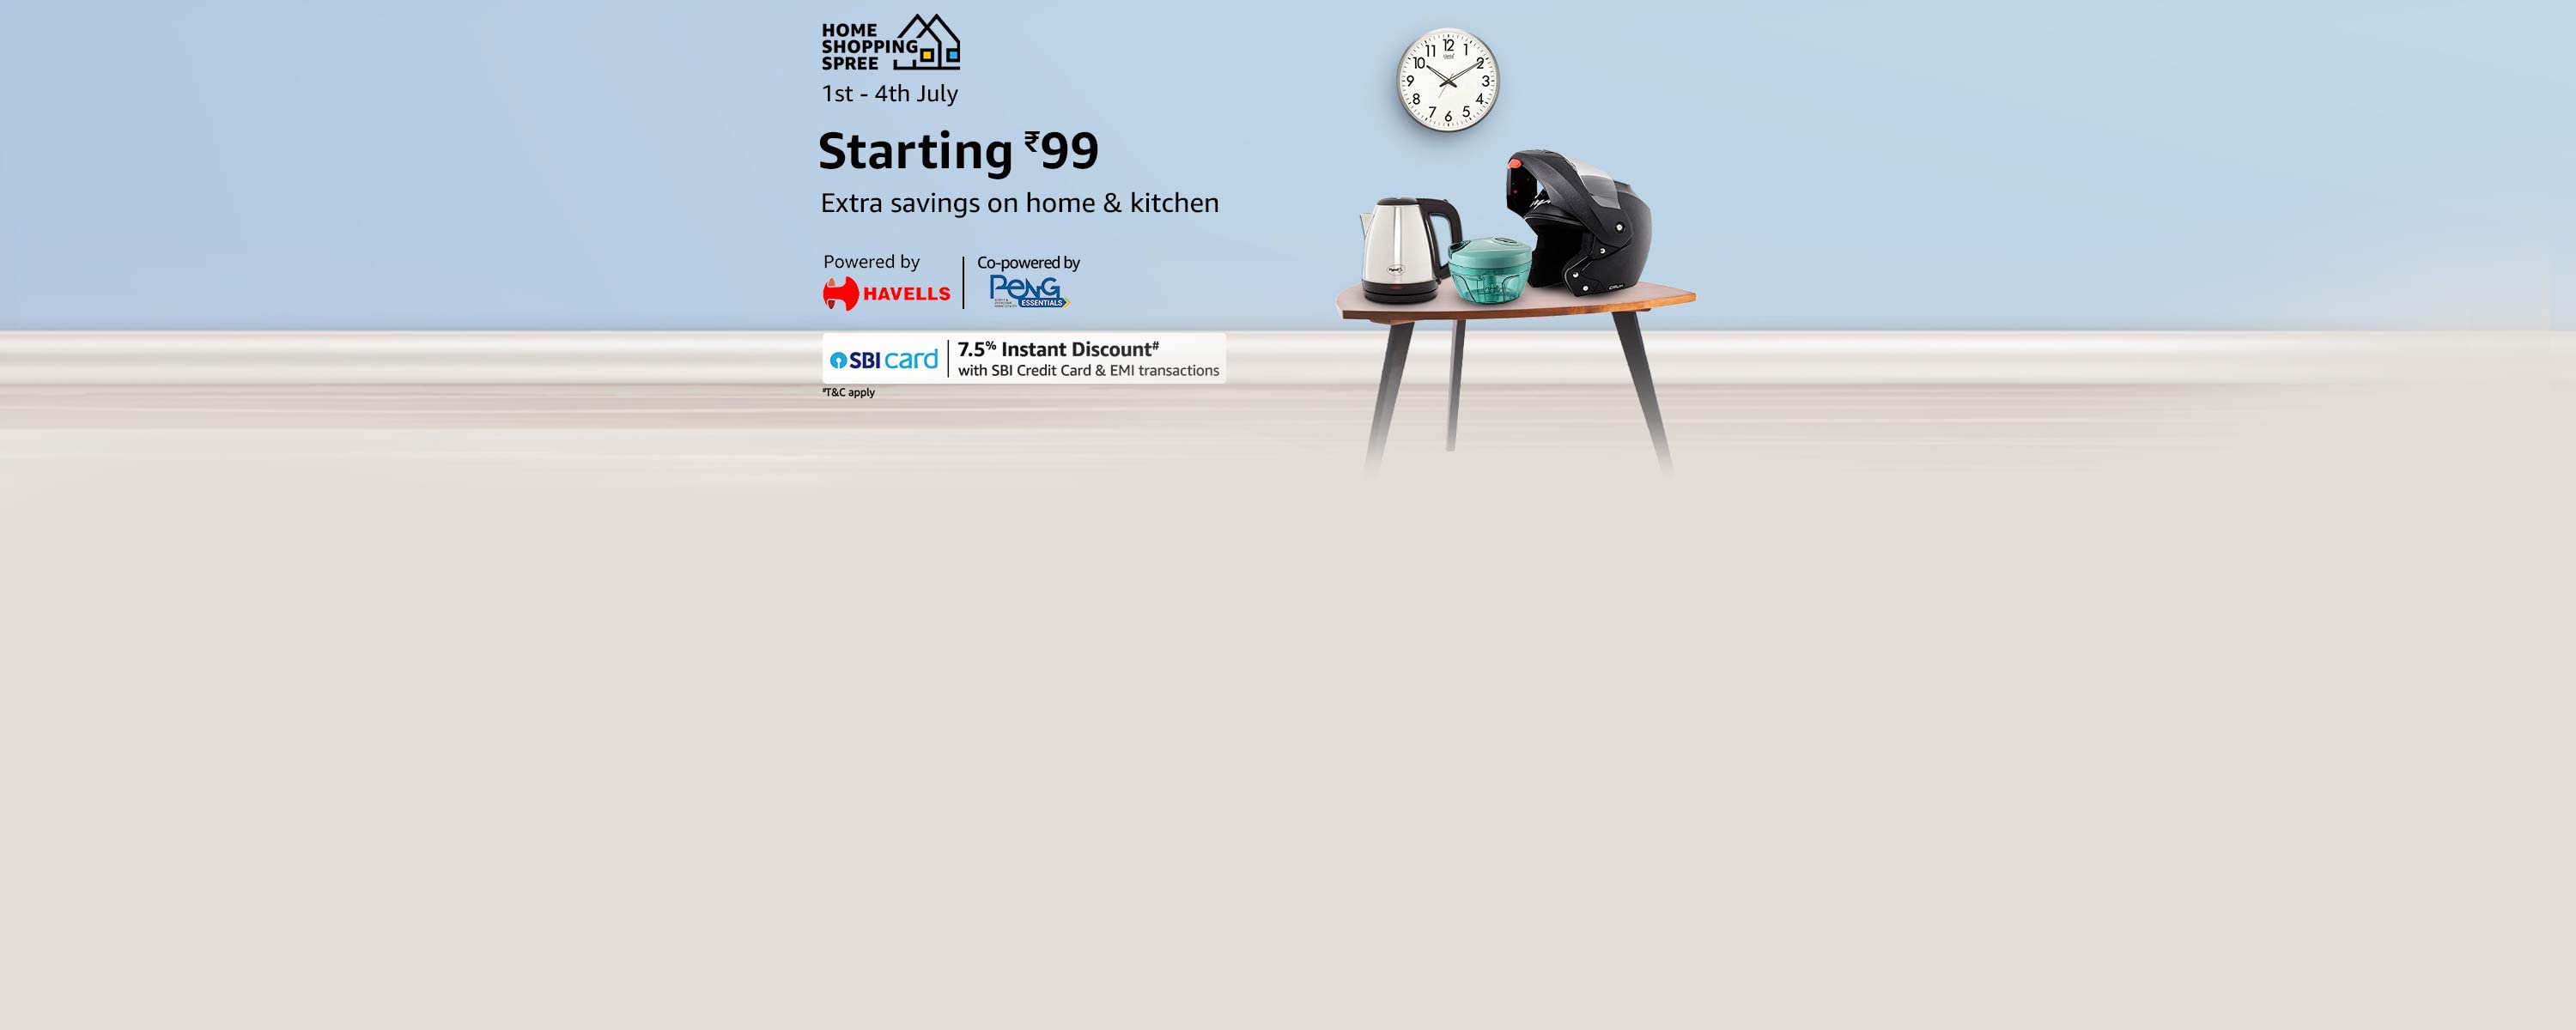 HOME
SHOPPING
SPREE
1st - 4th July
Starting ₹99
Extra savings on home & kitchen
Powered by
HAVELLS
Co-powered by
PENG
ESSENTIALS
SBI card
7.5% Instant Discount#
with SBI Credit Card & EMI transactions
#T&C apply
12
1
2
3
4
5
6
7
8
9
10
11